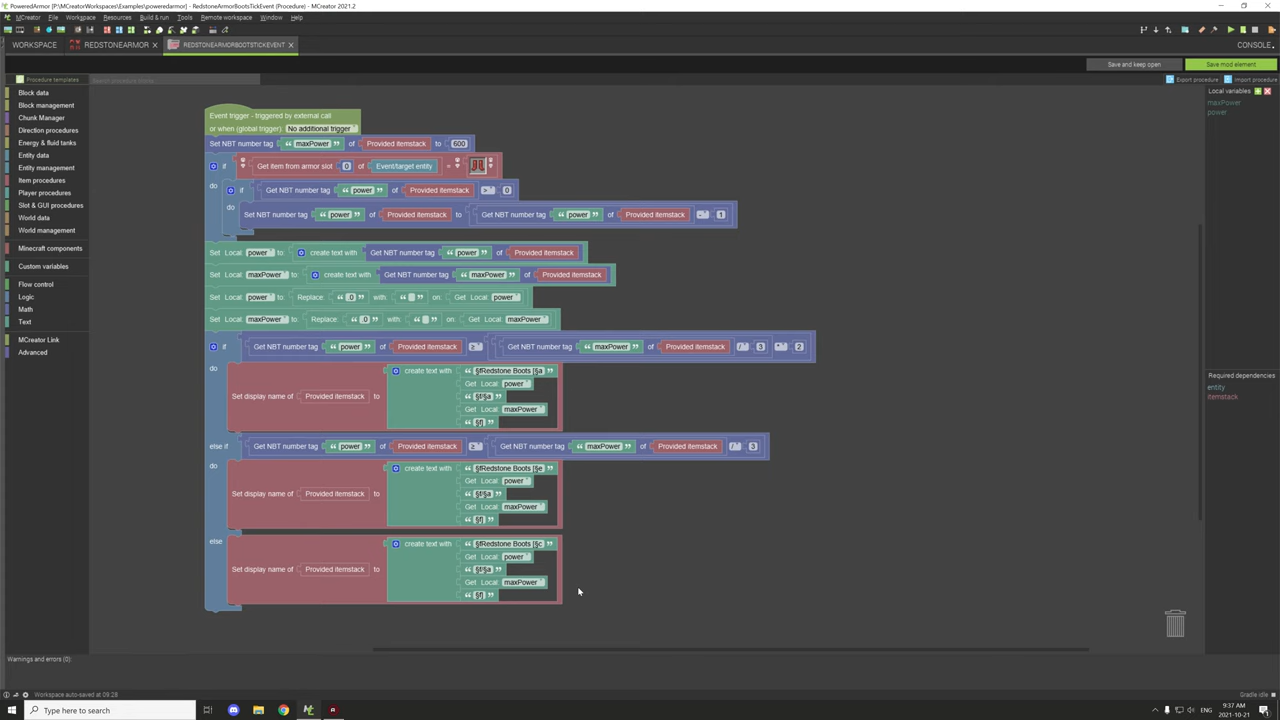 PoweredArmor [P:\MCreatorWorkspaces\Examples\poweredarmor] - RedstoneArmorBootsTickEvent (Procedure) - MCreator 2021.2
MCreator File Workspace Resources Build & run Tools Remote workspace Window Help
WORKSPACE REDSTONEARMOR × REDSTONEARMORBOOTSTICKEVENT × CONSOLE
Save and keep open Save mod element
Procedure templates Export procedure Import procedure
Block data
Block management
Chunk Manager
Direction procedures
Energy & fluid tanks
Entity data
Entity management
Item procedures
Player procedures
Slot & GUI procedures
World data
World management
Minecraft components
Custom variables
Flow control
Logic
Math
Text
MCreator Link
Advanced
Event trigger - triggered by external call
or when (global trigger): No additional trigger
Set NBT number tag “ maxPower ” of Provided itemstack to 600
if Get item from armor slot 0 of Event/target entity =
do if Get NBT number tag “ power ” of Provided itemstack > 0
do Set NBT number tag “ power ” of Provided itemstack to Get NBT number tag “ power ” of Provided itemstack - 1
Set Local: power to: create text with Get NBT number tag “ power ” of Provided itemstack
Set Local: maxPower to: create text with Get NBT number tag “ maxPower ” of Provided itemstack
Set Local: power to: Replace: “ .0 ” with: “ ” on: Get Local: power
Set Local: maxPower to: Replace: “ .0 ” with: “ ” on: Get Local: maxPower
if Get NBT number tag “ power ” of Provided itemstack ≥ Get NBT number tag “ maxPower ” of Provided itemstack / 3 * 2
do Set display name of Provided itemstack to create text with “ §fRedstone Boots [§a ”
Get Local: power
“ §f/§a ”
Get Local: maxPower
“ §f] ”
else if Get NBT number tag “ power ” of Provided itemstack ≥ Get NBT number tag “ maxPower ” of Provided itemstack / 3
do Set display name of Provided itemstack to create text with “ §fRedstone Boots [§e ”
Get Local: power
“ §f/§a ”
Get Local: maxPower
“ §f] ”
else Set display name of Provided itemstack to create text with “ §fRedstone Boots [§c ”
Get Local: power
“ §f/§a ”
Get Local: maxPower
“ §f] ”
Local variables
maxPower
power
Required dependencies:
entity
itemstack
Warnings and errors (0):
Workspace auto-saved at 09:28 Gradle idle
Type here to search
ENG 9:37 AM
2021-10-21